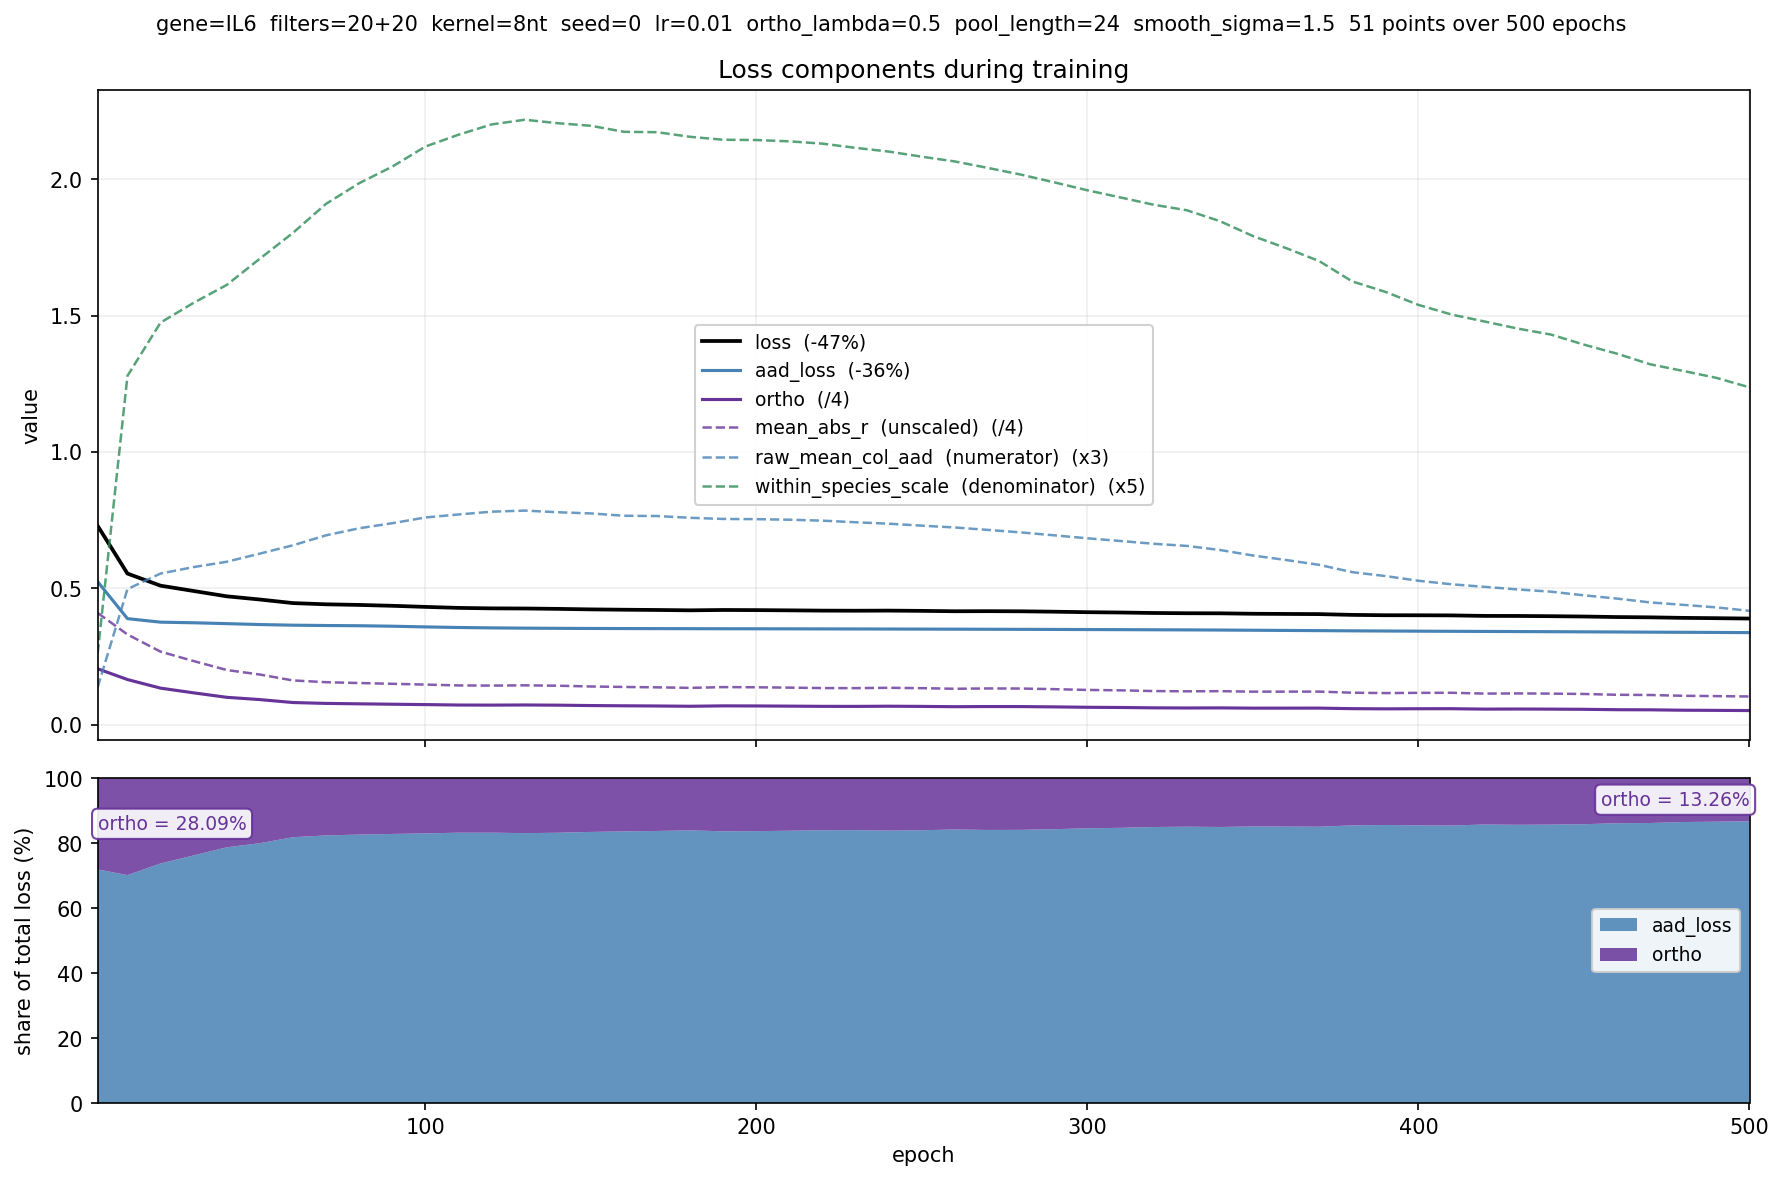 gene=IL6  filters=20+20  kernel=8nt  seed=0  lr=0.01  ortho_lambda=0.5  pool_length=24  smooth_sigma=1.5  51 points over 500 epochs
Loss components during training
value
2.0
1.5
1.0
0.5
0.0
loss  (-47%)
aad_loss  (-36%)
ortho  (/4)
mean_abs_r  (unscaled)  (/4)
raw_mean_col_aad  (numerator)  (x3)
within_species_scale  (denominator)  (x5)
share of total loss (%)
100
80
60
40
20
0
ortho = 28.09%
ortho = 13.26%
aad_loss
ortho
100
200
300
400
500
epoch